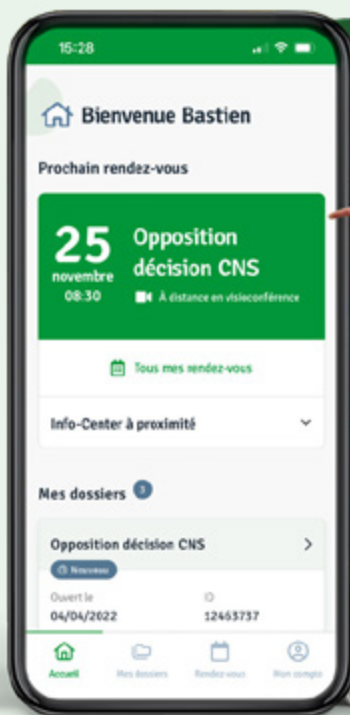 15:28
Bienvenue Bastien
Prochain rendez-vous
25
novembre
08:30
Opposition
décision CNS
À distance en visioconférence
Tous mes rendez-vous
Info-Center à proximité
Mes dossiers 3
Opposition décision CNS
Nouveau
Ouvert le
ID
04/04/2022
12463737
Accueil
Mes dossiers
Rendez-vous
Mon compte